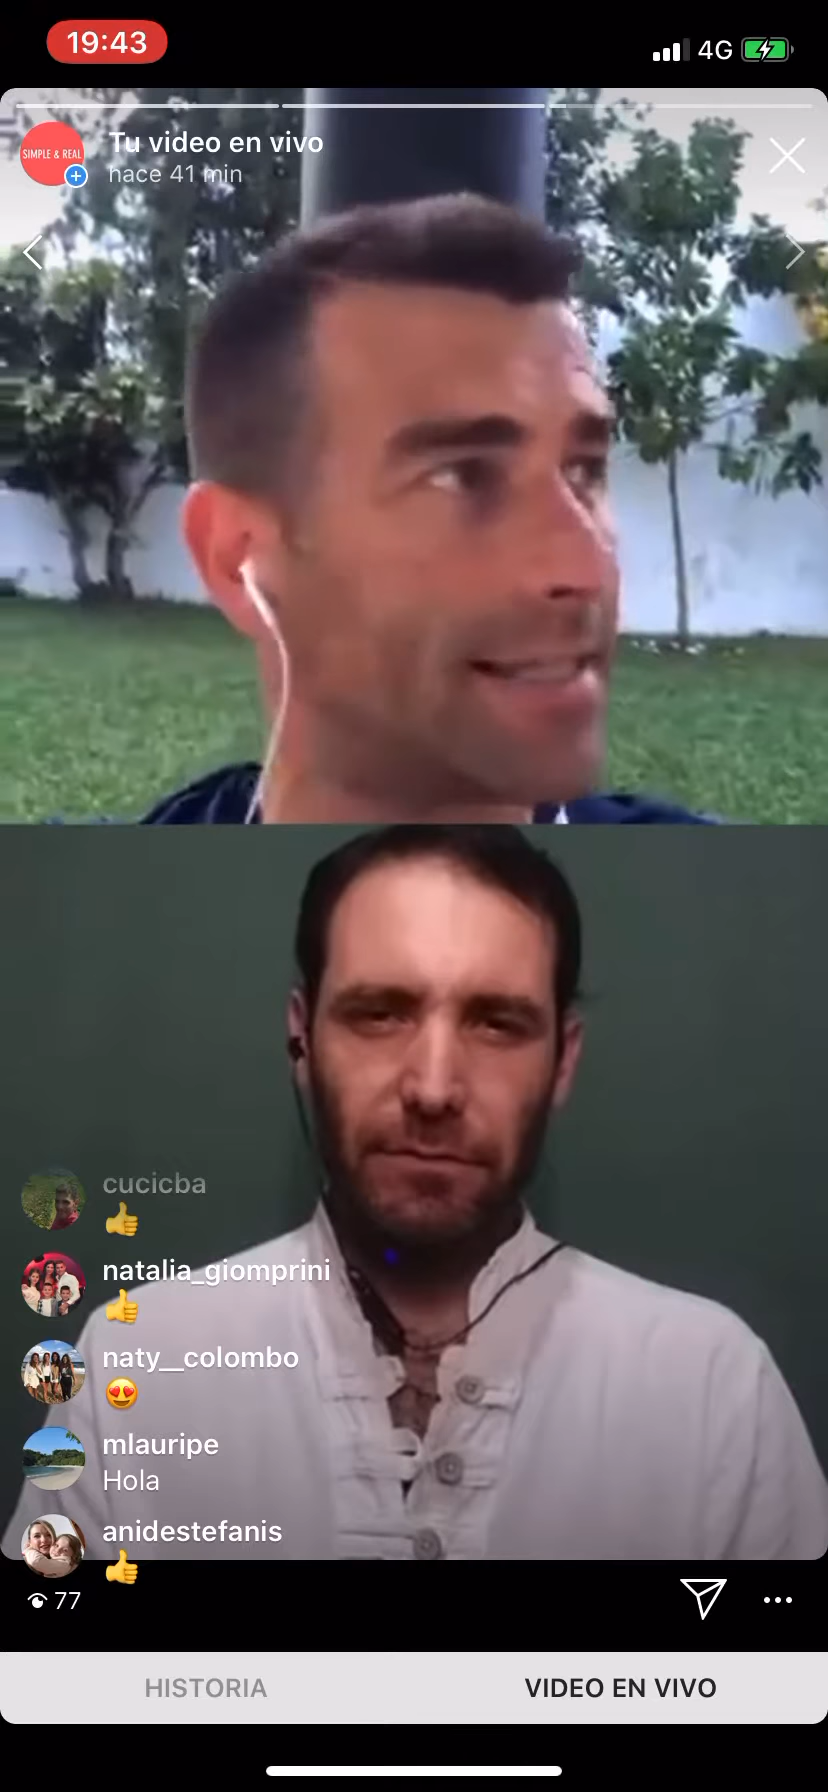 19:43
4G
SIMPLE & REAL
Tu video en vivo
hace 41 min
cucicba
👍
natalia_giomprini
👍
naty__colombo
😍
mlauripe
Hola
anidestefanis
👍
77
HISTORIA
VIDEO EN VIVO